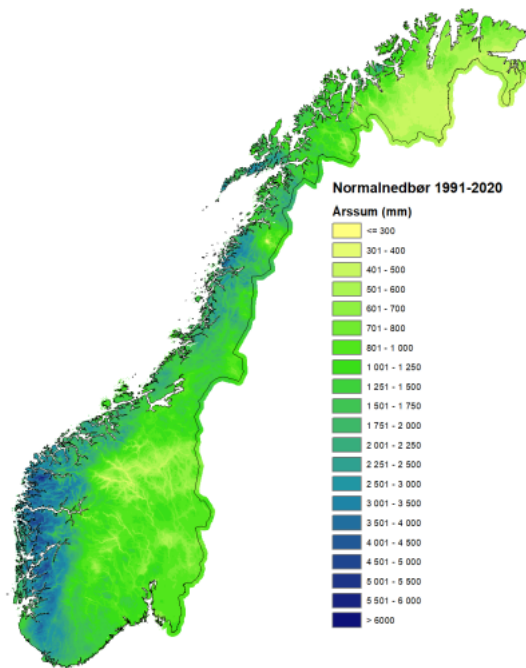 Normalnedbør 1991-2020
Årssum (mm)
<= 300
301 - 400
401 - 500
501 - 600
601 - 700
701 - 800
801 - 1 000
1 001 - 1 250
1 251 - 1 500
1 501 - 1 750
1 751 - 2 000
2 001 - 2 250
2 251 - 2 500
2 501 - 3 000
3 001 - 3 500
3 501 - 4 000
4 001 - 4 500
4 501 - 5 000
5 001 - 5 500
5 501 - 6 000
> 6000